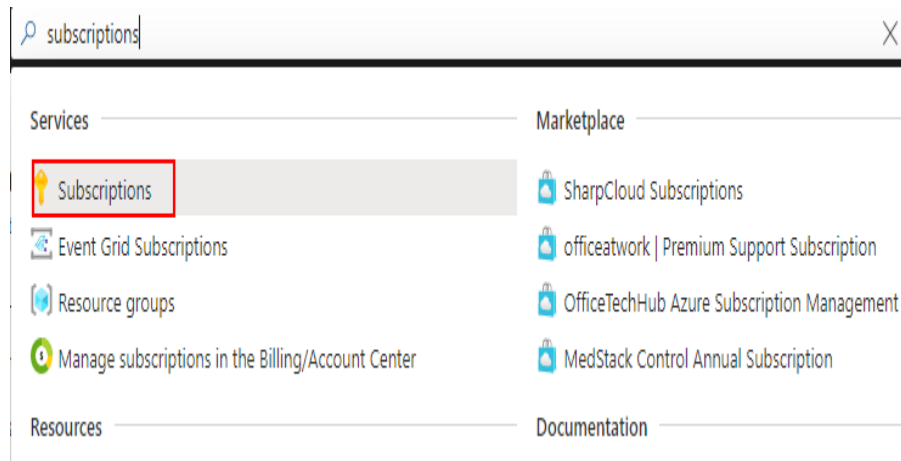 subscriptions
Services
Subscriptions
Event Grid Subscriptions
Resource groups
Manage subscriptions in the Billing/Account Center
Resources
Marketplace
SharpCloud Subscriptions
officeatwork | Premium Support Subscription
OfficeTechHub Azure Subscription Management
MedStack Control Annual Subscription
Documentation